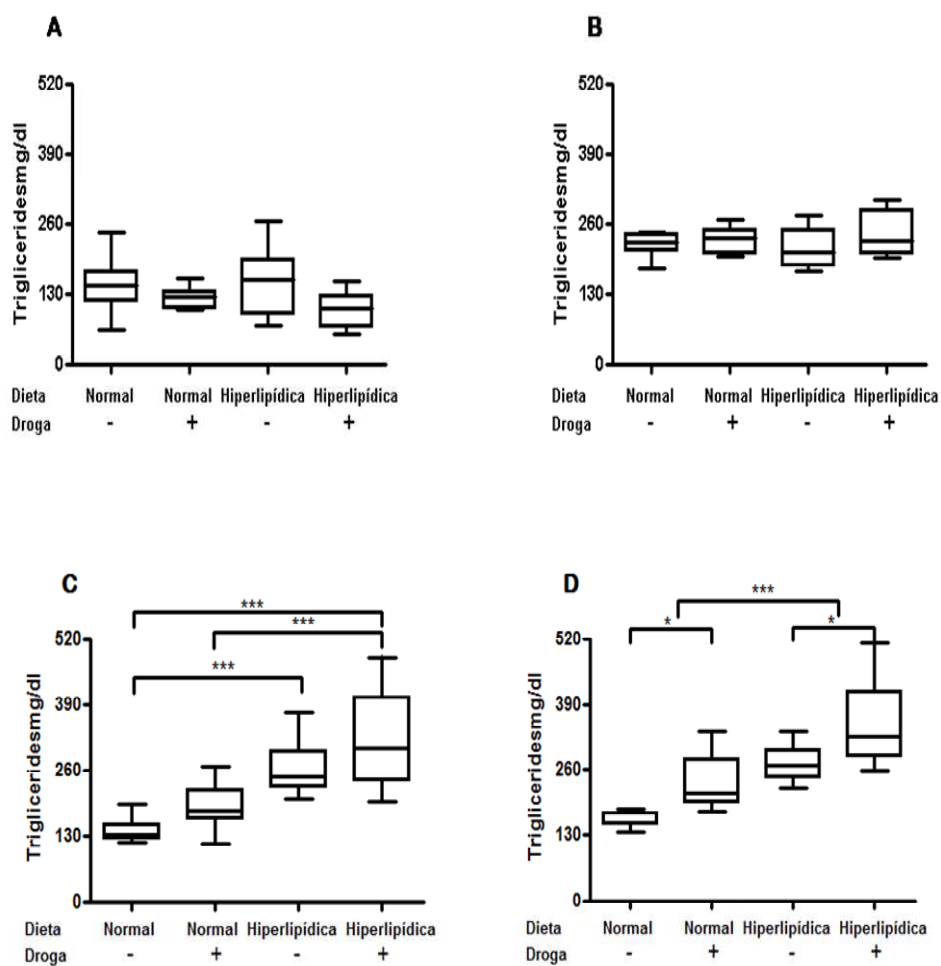 A
Trigliceridesmg/dl
520
390
260
130
0
Dieta Normal Normal Hiperlipídica Hiperlipídica
Droga - + - +
B
Trigliceridesmg/dl
520
390
260
130
0
Dieta Normal Normal Hiperlipídica Hiperlipídica
Droga - + - +
C
***
***
***
Trigliceridesmg/dl
520
390
260
130
0
Dieta Normal Normal Hiperlipídica Hiperlipídica
Droga - + - +
D
***
* *
Trigliceridesmg/dl
520
390
260
130
0
Dieta Normal Normal Hiperlipídica Hiperlipídica
Droga - + - +